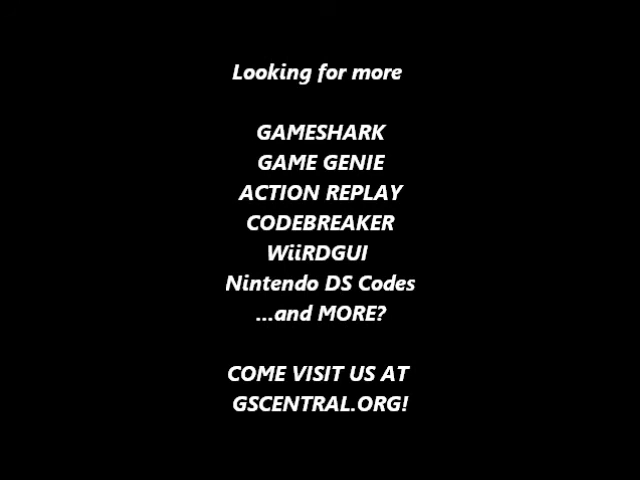 Looking for more
GAMESHARK
GAME GENIE
ACTION REPLAY
CODEBREAKER
WiiRDGUI
Nintendo DS Codes
...and MORE?
COME VISIT US AT
GSCENTRAL.ORG!